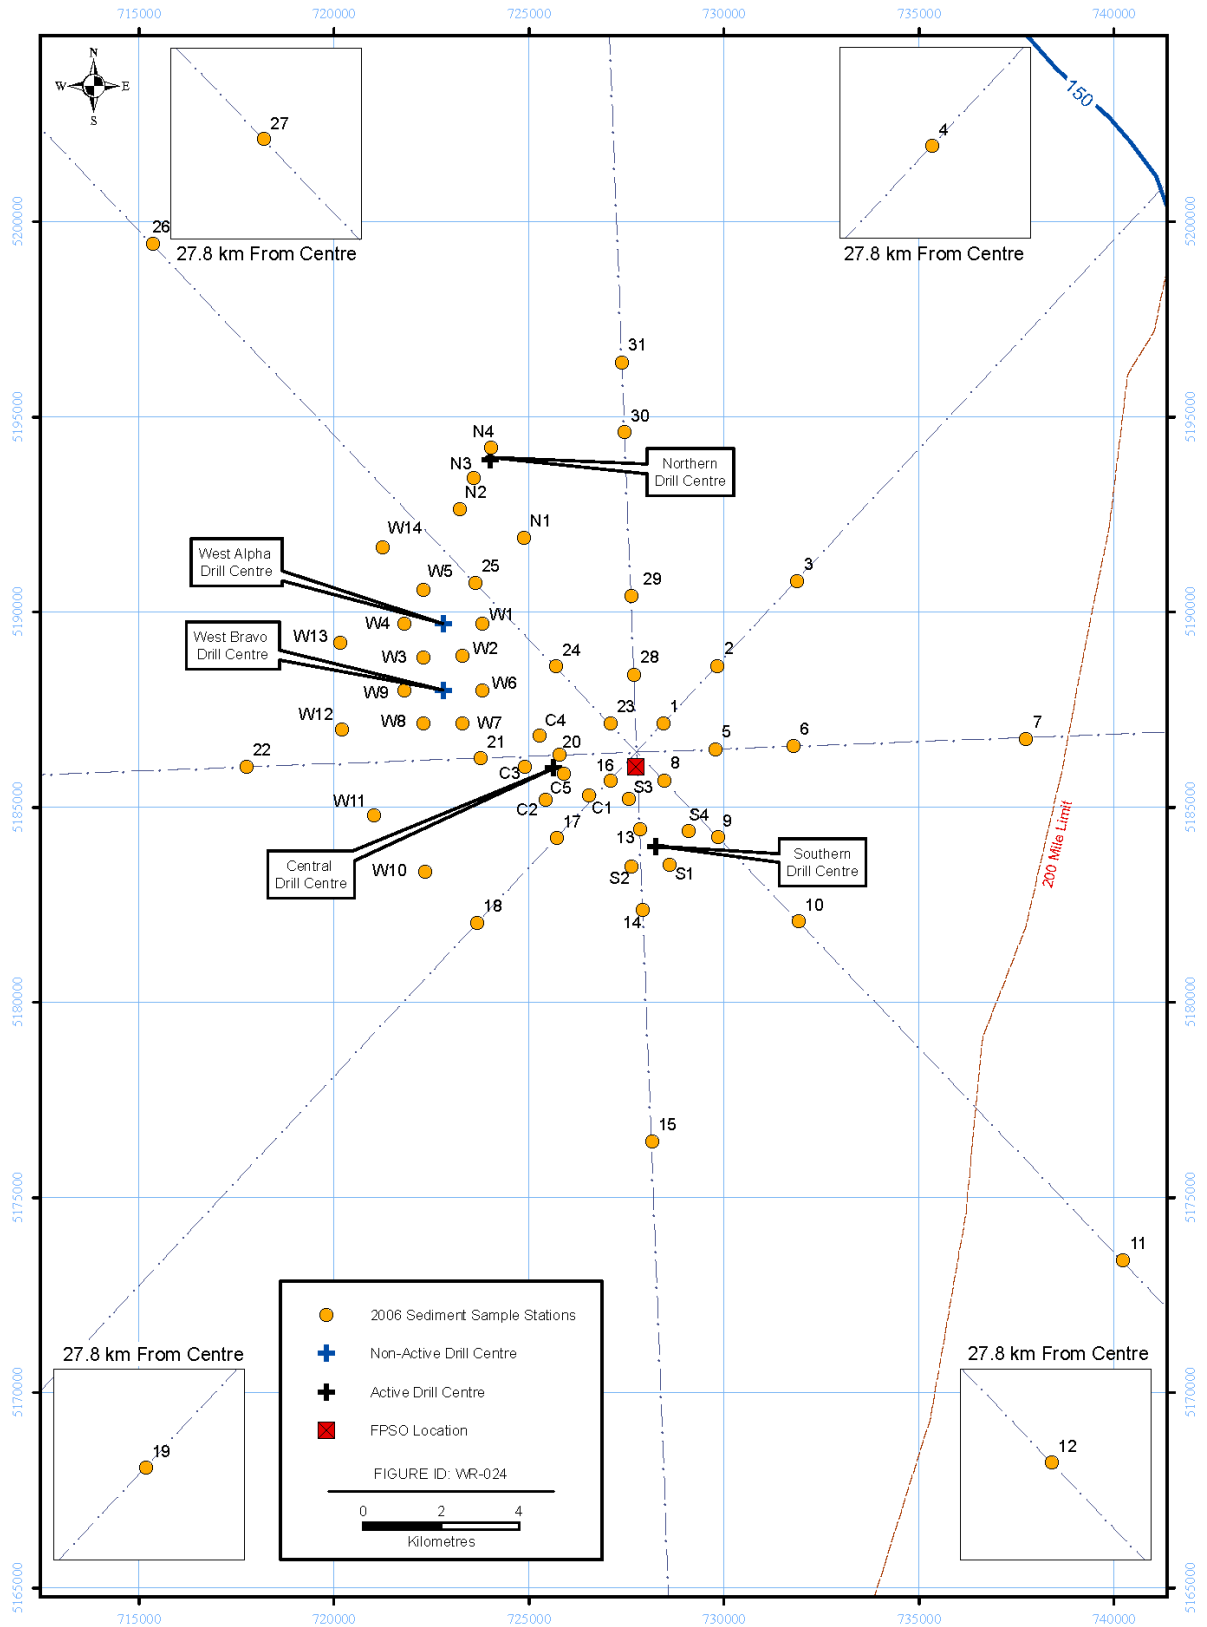 715000
720000
725000
730000
735000
740000
N
W
E
S
27
27.8 km From Centre
4
27.8 km From Centre
150
26
5200000
5200000
31
30
5195000
5195000
N4
N3
N2
N1
Northern
Drill Centre
W14
West Alpha
Drill Centre
W5
25
3
29
5190000
5190000
W4
W1
W13
West Bravo
Drill Centre
W3
W2
24
28
2
W9
W6
W12
W8
W7
C4
23
1
22
21
20
5
6
7
C3
C5
16
8
S3
C2
C1
5185000
5185000
W11
17
13
S4
9
200 Mile Limit
Central
Drill Centre
W10
S2
S1
Southern
Drill Centre
18
14
10
5180000
5180000
15
5175000
5175000
11
27.8 km From Centre
19
27.8 km From Centre
12
5170000
5170000
2006 Sediment Sample Stations
Non-Active Drill Centre
Active Drill Centre
FPSO Location
FIGURE ID: WR-024
0
2
4
Kilometres
5165000
5165000
715000
720000
725000
730000
735000
740000